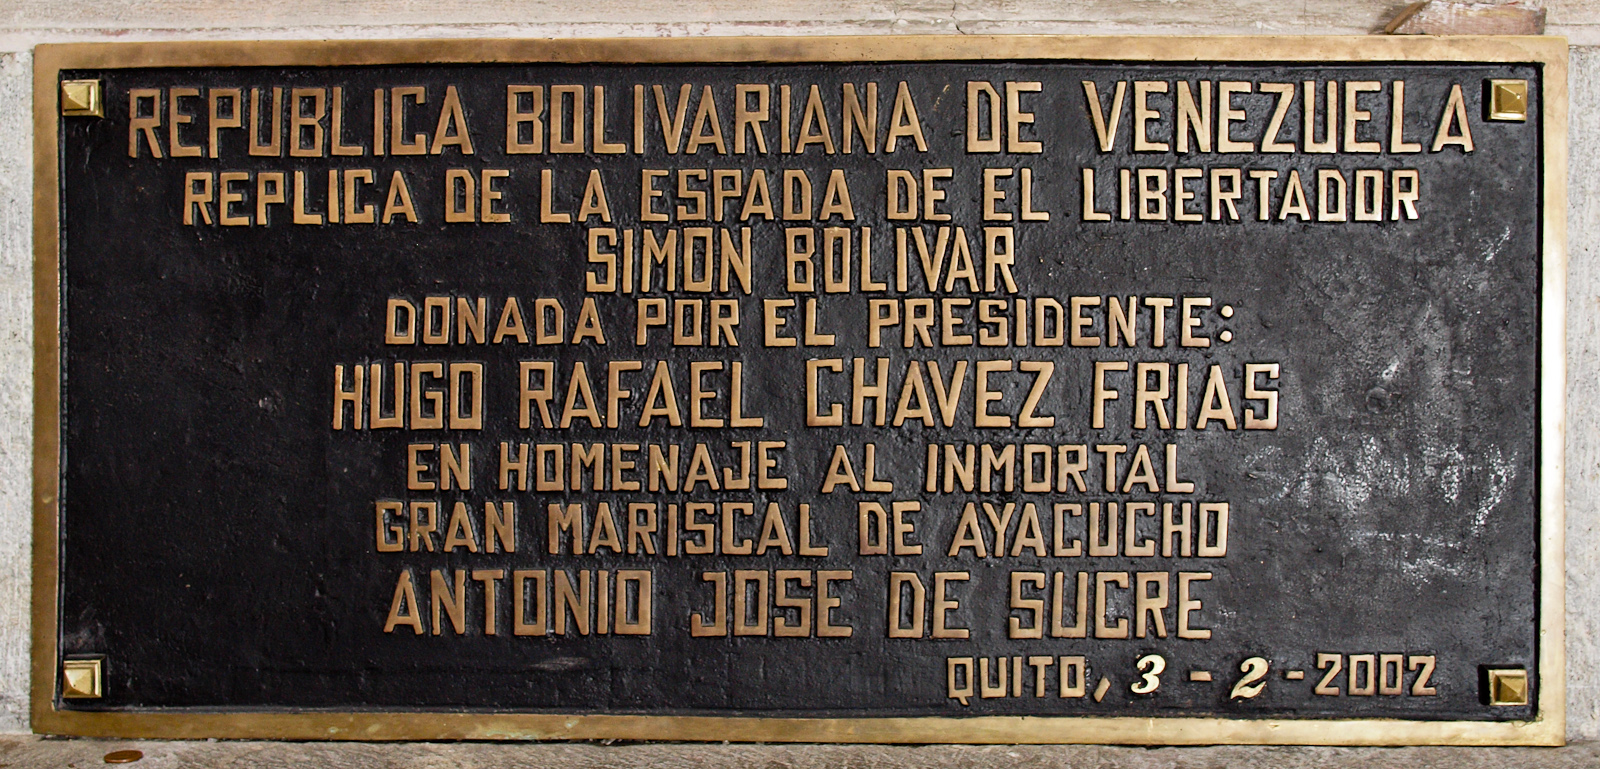 REPUBLICA BOLIVARIANA DE VENEZUELA
REPLICA DE LA ESPADA DE EL LIBERTADOR
SIMON BOLIVAR
DONADA POR EL PRESIDENTE:
HUGO RAFAEL CHAVEZ FRIAS
EN HOMENAJE AL INMORTAL
GRAN MARISCAL DE AYACUCHO
ANTONIO JOSE DE SUCRE
QUITO, 3 - 2 - 2002